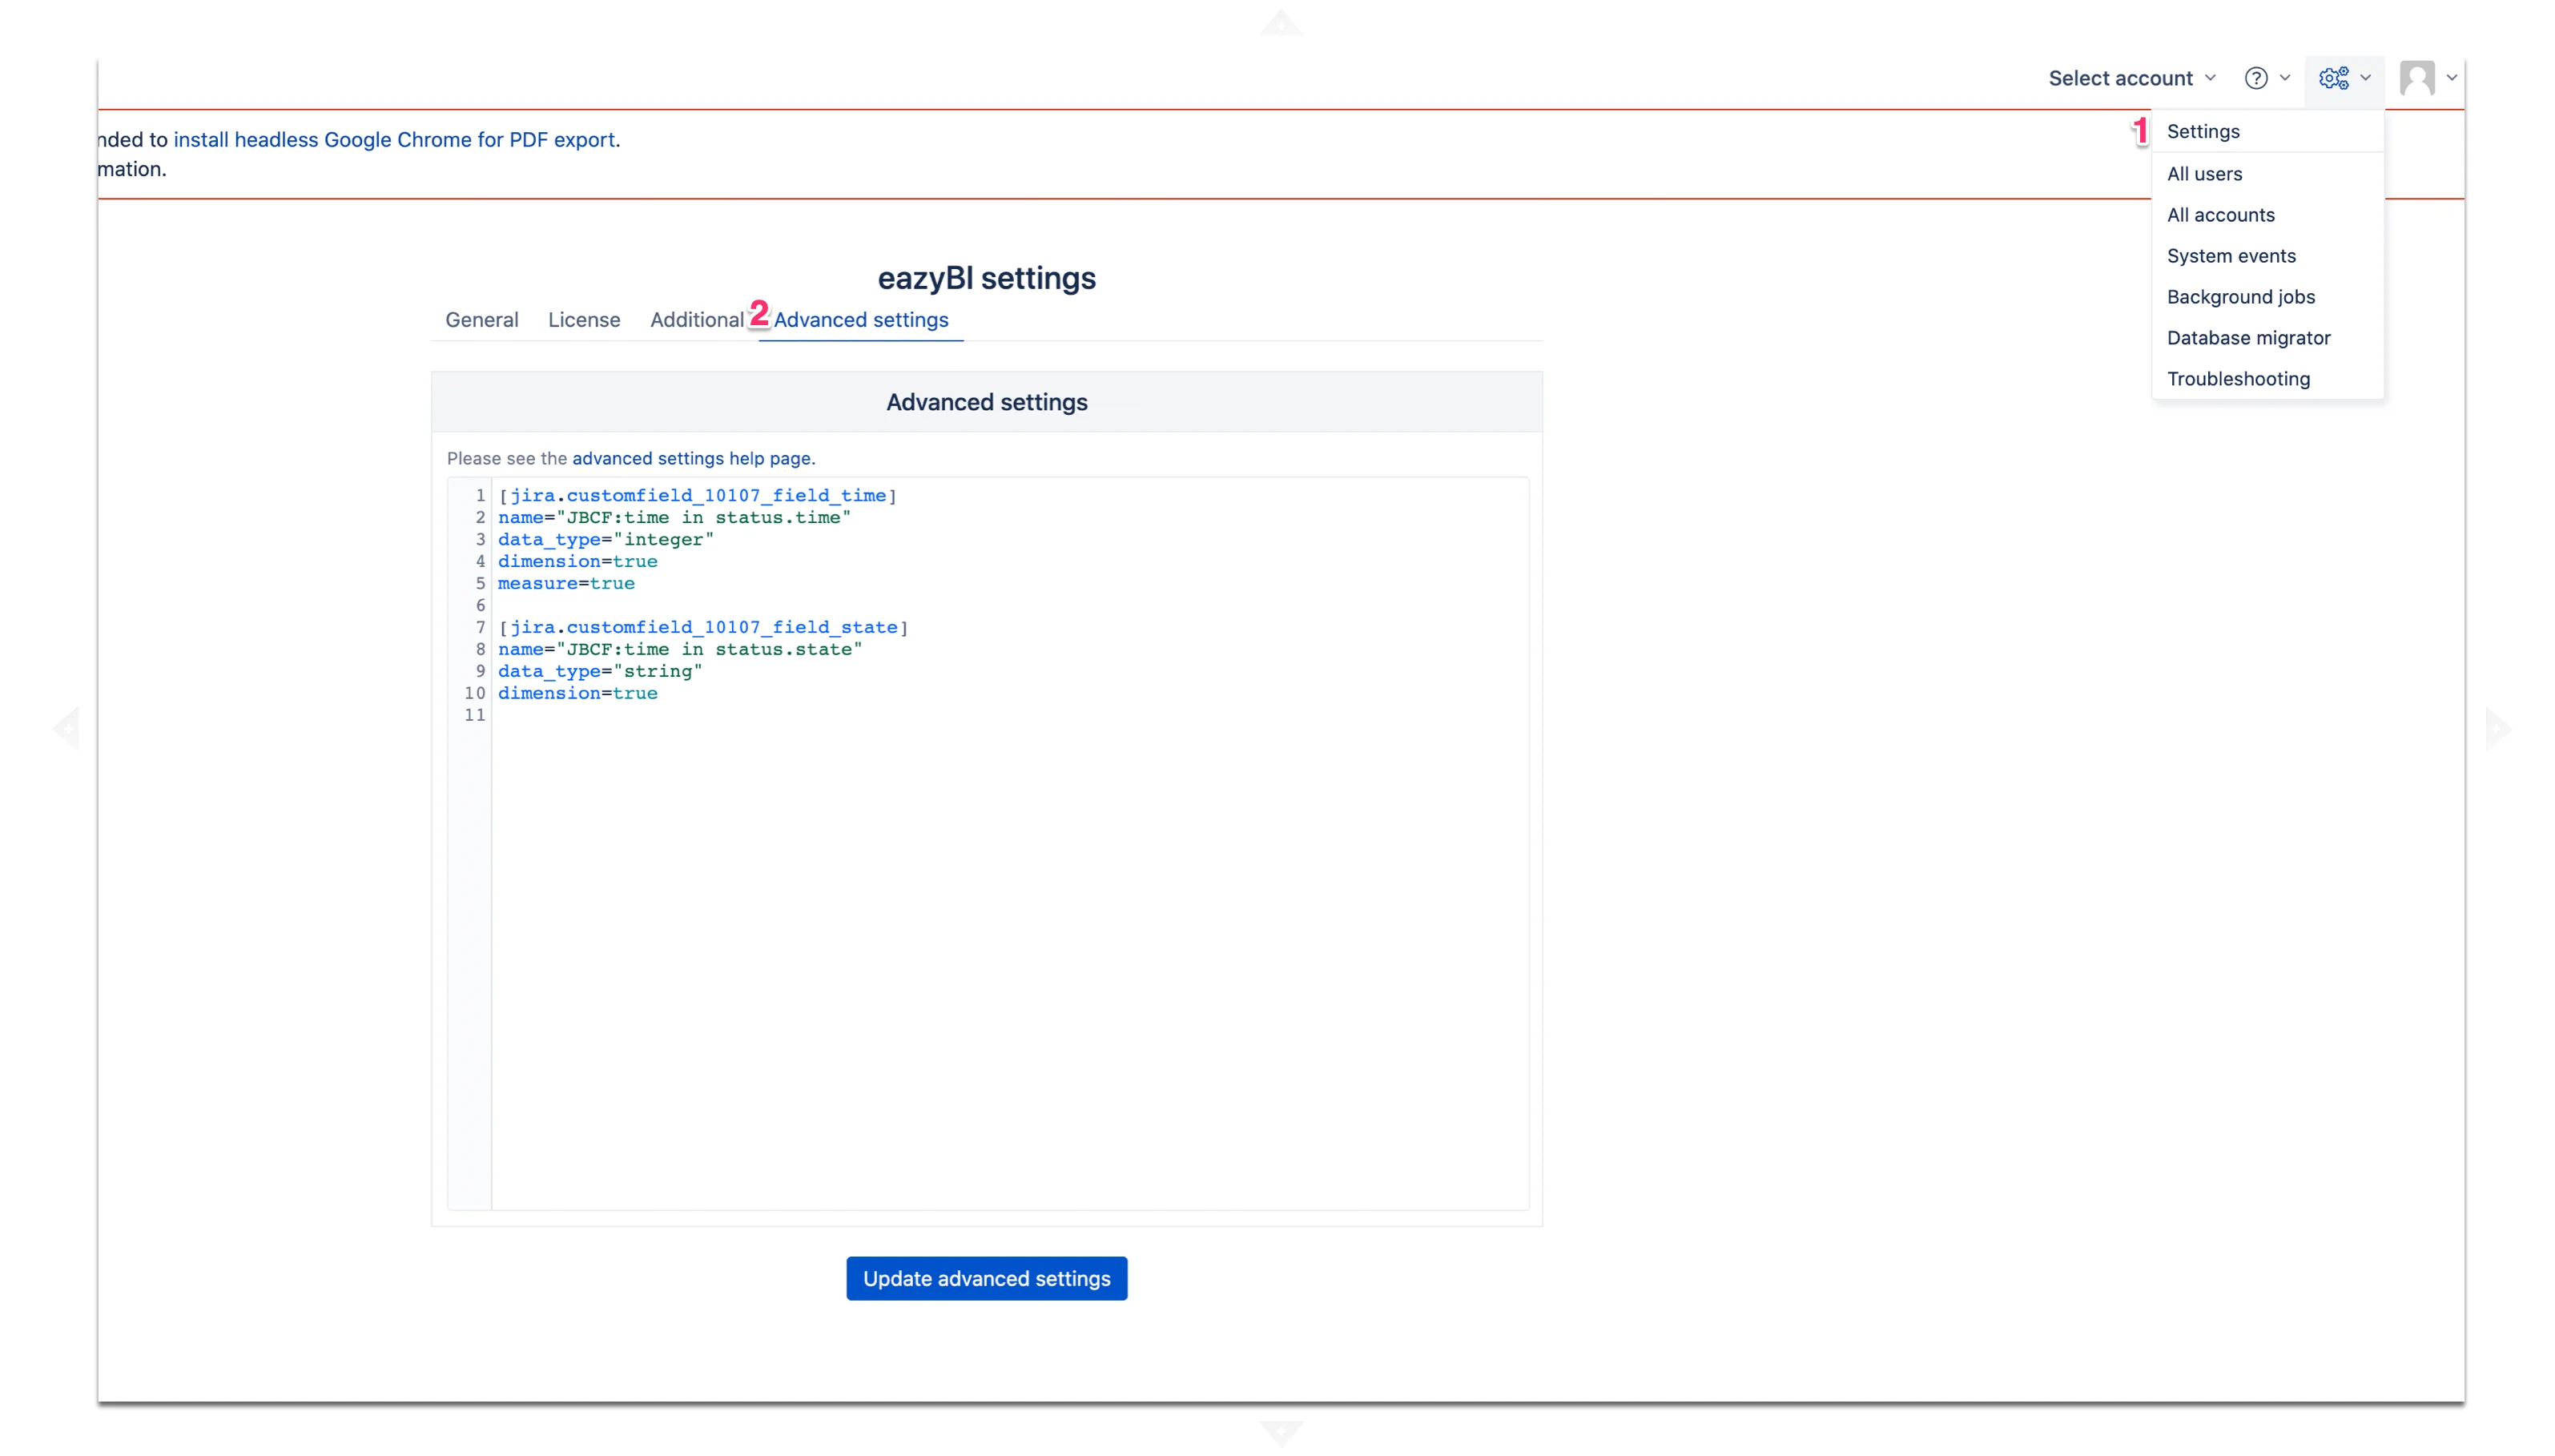 Select account
1 Settings
nded to install headless Google Chrome for PDF export.
mation.
All users
All accounts
System events
Background jobs
Database migrator
Troubleshooting
eazyBI settings
General License Additional 2 Advanced settings
Advanced settings
Please see the advanced settings help page.
1 [jira.customfield_10107_field_time]
2 name="JBCF:time in status.time"
3 data_type="integer"
4 dimension=true
5 measure=true
6
7 [jira.customfield_10107_field_state]
8 name="JBCF:time in status.state"
9 data_type="string"
10 dimension=true
11
Update advanced settings